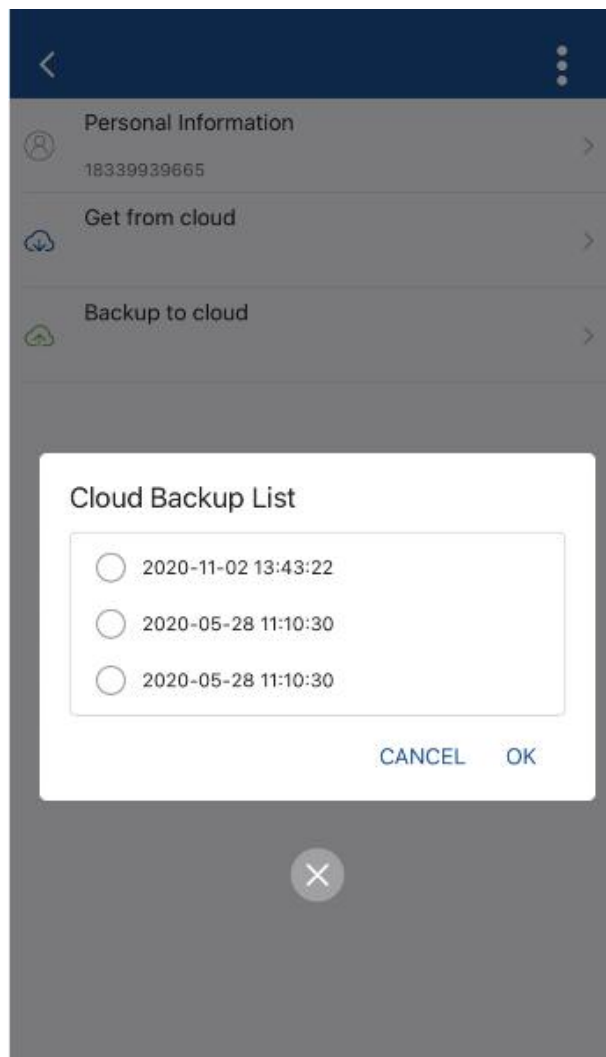 Personal Information
18339939665
Get from cloud
Backup to cloud
Cloud Backup List
2020-11-02 13:43:22
2020-05-28 11:10:30
2020-05-28 11:10:30
CANCEL OK